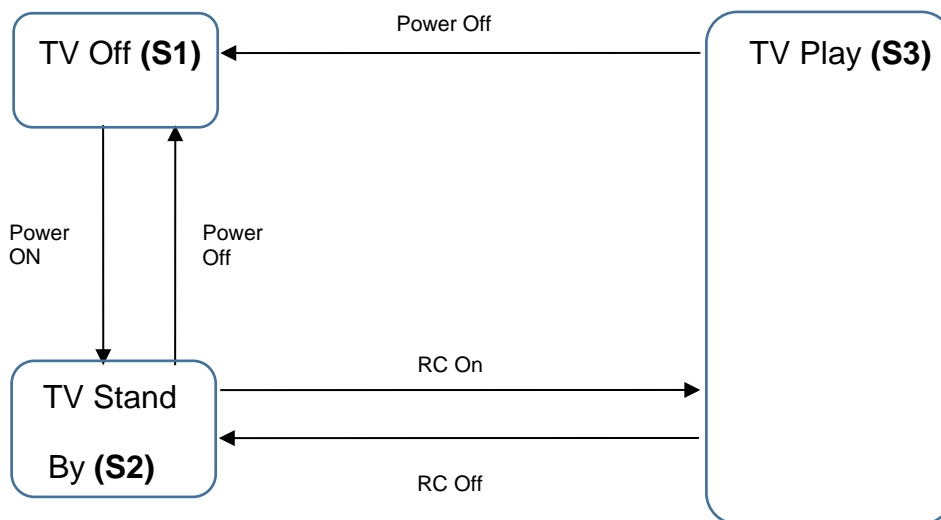 Power Off
TV Off (S1)
TV Play (S3)
Power
ON
Power
Off
RC On
TV Stand
By (S2)
RC Off